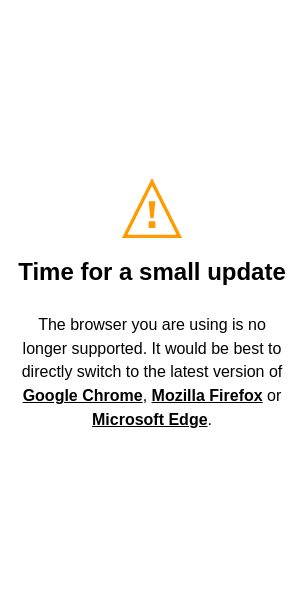 Time for a small update
The browser you are using is no
longer supported. It would be best to
directly switch to the latest version of
Google Chrome, Mozilla Firefox or
Microsoft Edge.